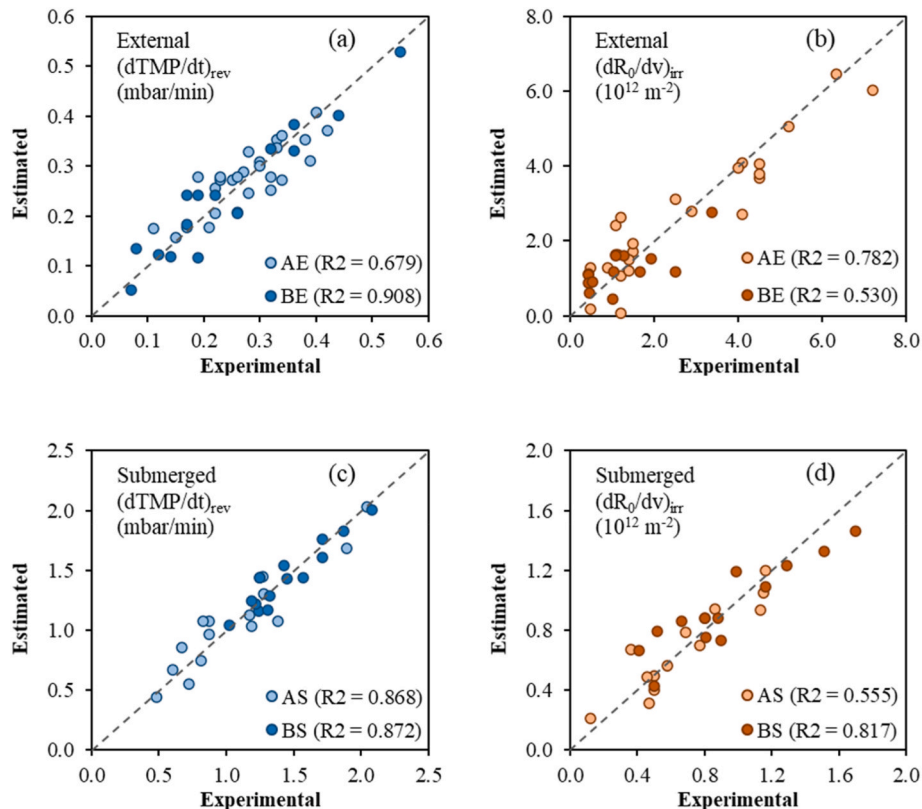 0.6
External
(a)
(dTMP/dt)rev
(mbar/min)
0.5
0.4
0.3
0.2
0.1
0.0
Estimated
AE (R2 = 0.679)
BE (R2 = 0.908)
0.0 0.1 0.2 0.3 0.4 0.5 0.6
Experimental
8.0
External
(b)
(dR0/dv)irr
(10^12 m^-2)
6.0
4.0
2.0
0.0
Estimated
AE (R2 = 0.782)
BE (R2 = 0.530)
0.0 2.0 4.0 6.0 8.0
Experimental
2.5
Submerged
(c)
(dTMP/dt)rev
(mbar/min)
2.0
1.5
1.0
0.5
0.0
Estimated
AS (R2 = 0.868)
BS (R2 = 0.872)
0.0 0.5 1.0 1.5 2.0 2.5
Experimental
2.0
Submerged
(d)
(dR0/dv)irr
(10^12 m^-2)
1.6
1.2
0.8
0.4
0.0
Estimated
AS (R2 = 0.555)
BS (R2 = 0.817)
0.0 0.4 0.8 1.2 1.6 2.0
Experimental